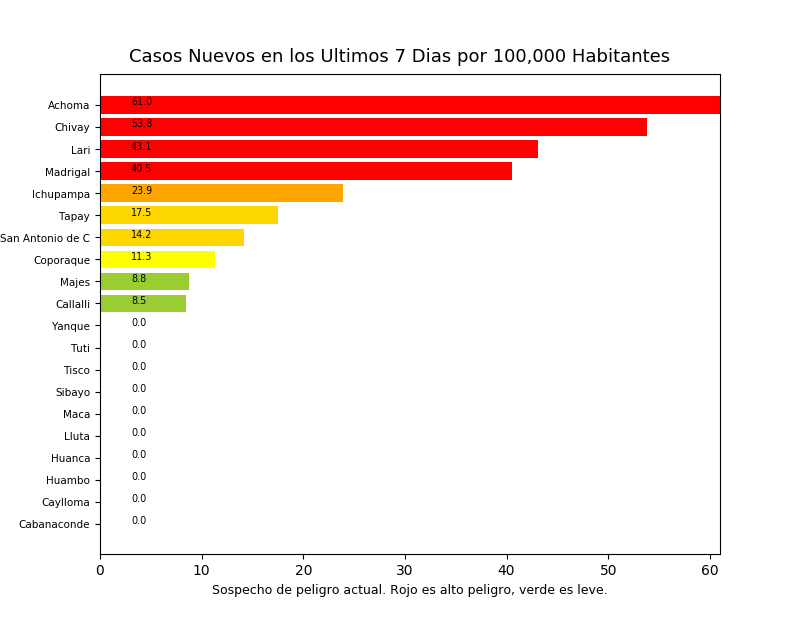 Casos Nuevos en los Ultimos 7 Dias por 100,000 Habitantes
Achoma 61.0
Chivay 53.8
Lari 43.1
Madrigal 40.5
Ichupampa 23.9
Tapay 17.5
San Antonio de C 14.2
Coporaque 11.3
Majes 8.8
Callalli 8.5
Yanque 0.0
Tuti 0.0
Tisco 0.0
Sibayo 0.0
Maca 0.0
Lluta 0.0
Huanca 0.0
Huambo 0.0
Caylloma 0.0
Cabanaconde 0.0
0 10 20 30 40 50 60
Sospecho de peligro actual. Rojo es alto peligro, verde es leve.